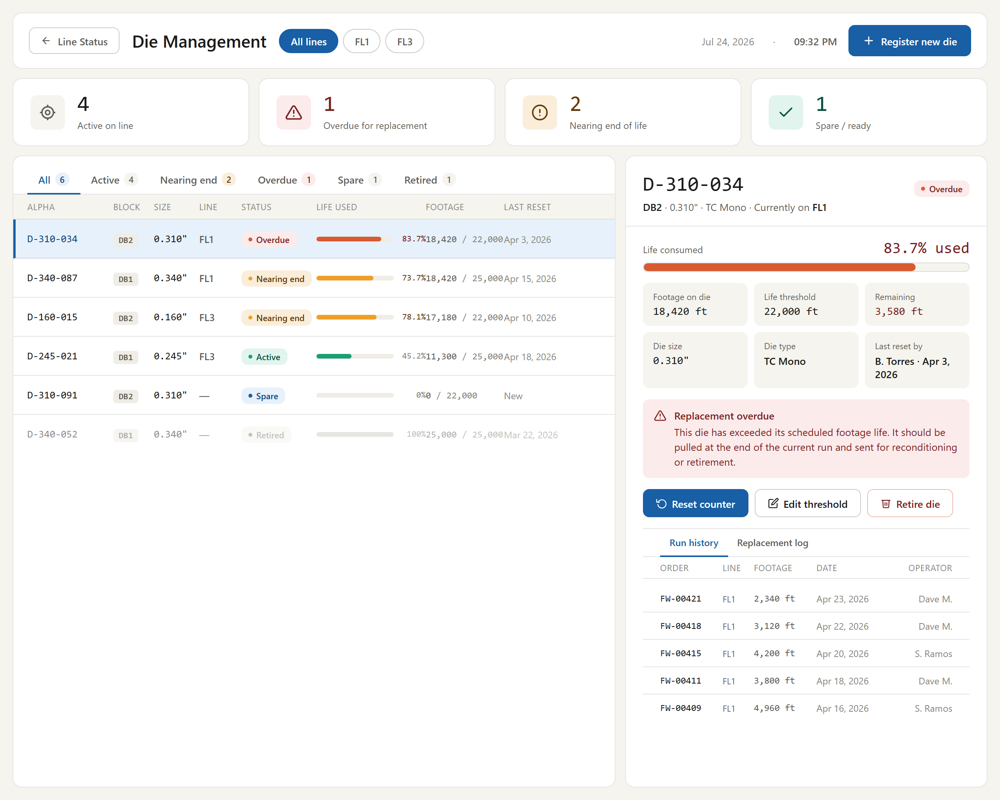 Line Status
Die Management
All lines
FL1
FL3
Jul 24, 2026 · 09:32 PM
Register new die
4
Active on line
1
Overdue for replacement
2
Nearing end of life
1
Spare / ready
All 6
Active 4
Nearing end 2
Overdue 1
Spare 1
Retired 1
ALPHA BLOCK SIZE LINE STATUS LIFE USED FOOTAGE LAST RESET
D-310-034 DB2 0.310" FL1 Overdue 83.7% 18,420 / 22,000 Apr 3, 2026
D-340-087 DB1 0.340" FL1 Nearing end 73.7% 18,420 / 25,000 Apr 15, 2026
D-160-015 DB2 0.160" FL3 Nearing end 78.1% 17,180 / 22,000 Apr 10, 2026
D-245-021 DB1 0.245" FL3 Active 45.2% 11,300 / 25,000 Apr 18, 2026
D-310-091 DB2 0.310" — Spare 0% 0 / 22,000 New
D-340-052 DB1 0.340" — Retired 100% 25,000 / 25,000 Mar 22, 2026
D-310-034
Overdue
DB2 · 0.310" · TC Mono · Currently on FL1
Life consumed 83.7% used
Footage on die
18,420 ft
Life threshold
22,000 ft
Remaining
3,580 ft
Die size
0.310"
Die type
TC Mono
Last reset by
B. Torres · Apr 3,
2026
Replacement overdue
This die has exceeded its scheduled footage life. It should be
pulled at the end of the current run and sent for reconditioning
or retirement.
Reset counter
Edit threshold
Retire die
Run history
Replacement log
ORDER LINE FOOTAGE DATE OPERATOR
FW-00421 FL1 2,340 ft Apr 23, 2026 Dave M.
FW-00418 FL1 3,120 ft Apr 22, 2026 Dave M.
FW-00415 FL1 4,200 ft Apr 20, 2026 S. Ramos
FW-00411 FL1 3,800 ft Apr 18, 2026 Dave M.
FW-00409 FL1 4,960 ft Apr 16, 2026 S. Ramos